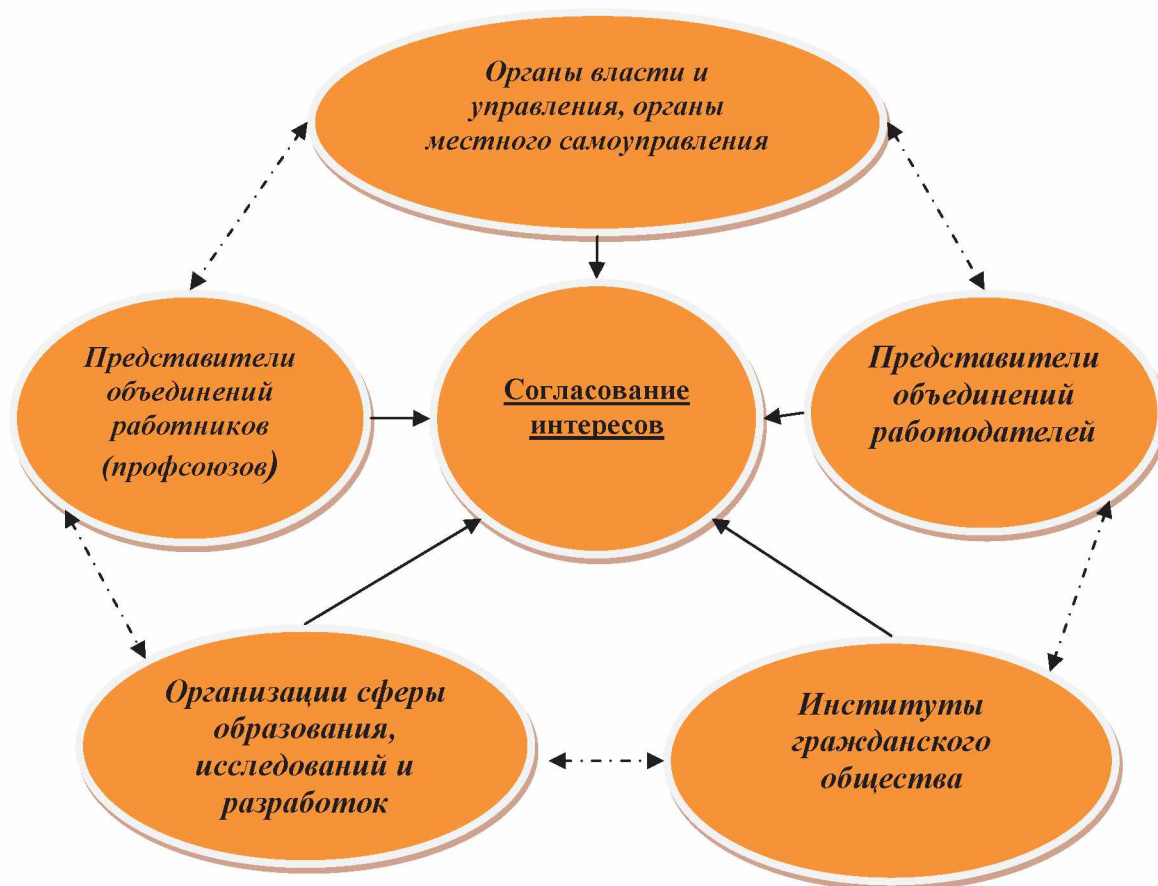 Органы власти и
управления, органы
местного самоуправления
Представители
объединений
работников
(профсоюзов)
Согласование
интересов
Представители
объединений
работодателей
Организации сферы
образования,
исследований и
разработок
Институты
гражданского
общества